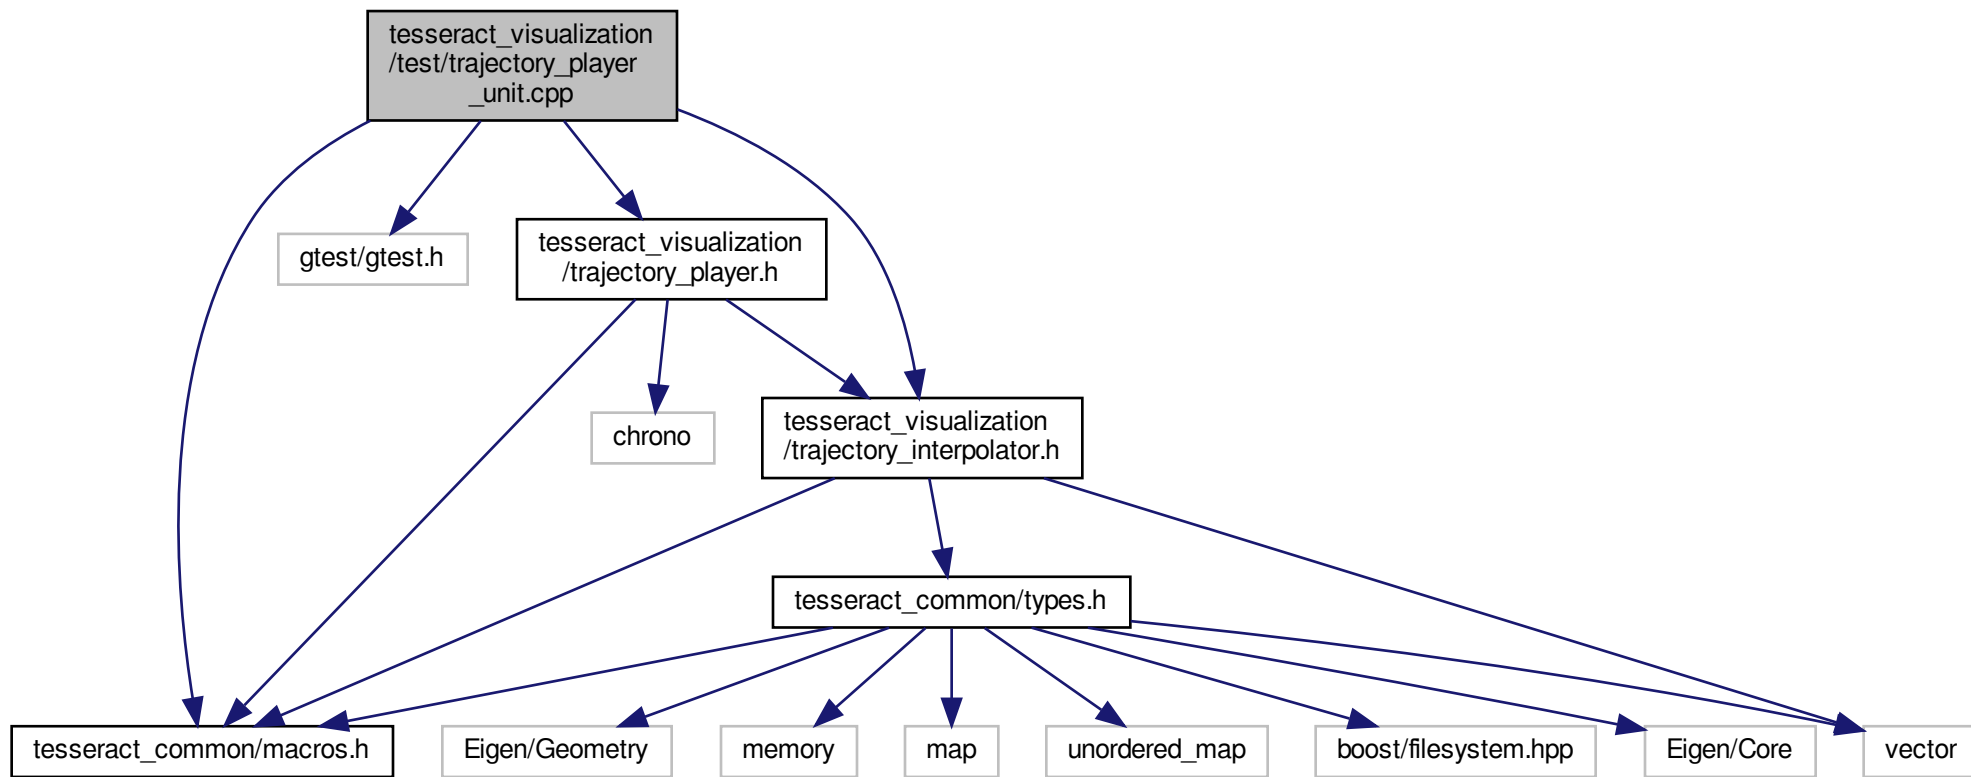 tesseract_visualization
/test/trajectory_player
_unit.cpp
gtest/gtest.h
tesseract_visualization
/trajectory_player.h
chrono
tesseract_visualization
/trajectory_interpolator.h
tesseract_common/types.h
tesseract_common/macros.h
Eigen/Geometry
memory
map
unordered_map
boost/filesystem.hpp
Eigen/Core
vector